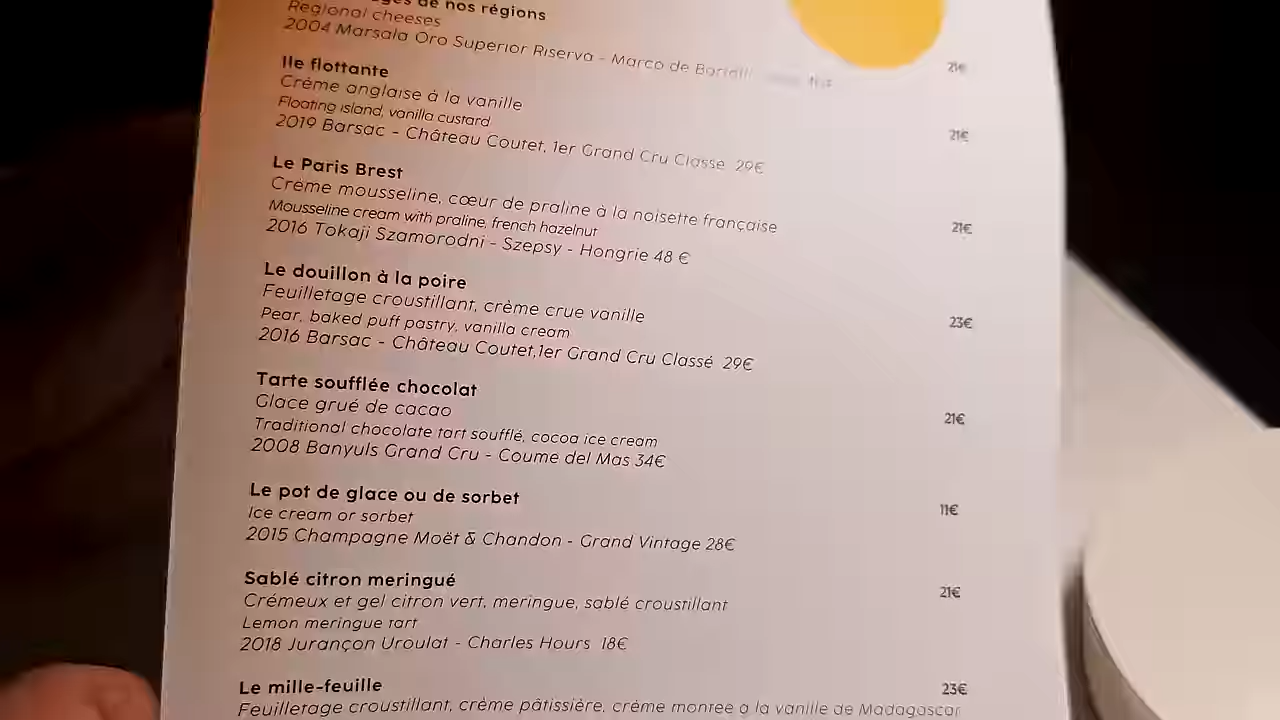 de nos régions
Regional cheeses
2004 Marsala Oro Superior Riserva - Marco de 21€
Ile flottante
Crème anglaise à la vanille
Floating island, vanilla custard 21€
2019 Barsac - Château Coutet, 1er Grand Cru Classé 29€
Le Paris Brest
Crème mousseline, cœur de praline à la noisette française 21€
Mousseline cream with praline, french hazelnut
2016 Tokaji Szamorodni - Szepsy - Hongrie 48 €
Le douillon à la poire
Feuilletage croustillant, crème crue vanille 23€
Pear, baked puff pastry, vanilla cream
2016 Barsac - Château Coutet,1er Grand Cru Classé 29€
Tarte soufflée chocolat
Glace grué de cacao 21€
Traditional chocolate tart soufflé, cocoa ice cream
2008 Banyuls Grand Cru - Coume del Mas 34€
Le pot de glace ou de sorbet 11€
Ice cream or sorbet
2015 Champagne Moët & Chandon - Grand Vintage 28€
Sablé citron meringué 21€
Crémeux et gel citron vert, meringue, sablé croustillant
Lemon meringue tart
2018 Jurançon Uroulat - Charles Hours 18€
Le mille-feuille 23€
Feuilletage croustillant, crème pâtissière, crème montée à la vanille de Madagascar